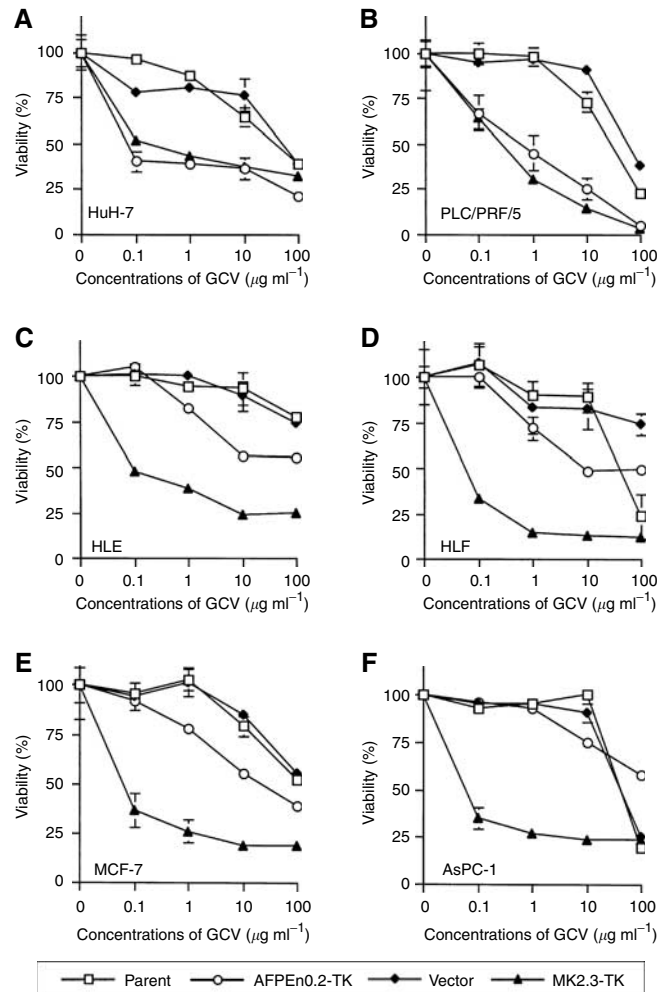 A
B
100
75
50
25
0
Viability (%)
HuH-7
0 0.1 1 10 100
Concentrations of GCV (μg ml⁻¹)
100
75
50
25
0
Viability (%)
PLC/PRF/5
0 0.1 1 10 100
Concentrations of GCV (μg ml⁻¹)
C
D
100
75
50
25
0
Viability (%)
HLE
0 0.1 1 10 100
Concentrations of GCV (μg ml⁻¹)
100
75
50
25
0
Viability (%)
HLF
0 0.1 1 10 100
Concentrations of GCV (μg ml⁻¹)
E
F
100
75
50
25
0
Viability (%)
MCF-7
0 0.1 1 10 100
Concentrations of GCV (μg ml⁻¹)
100
75
50
25
0
Viability (%)
AsPC-1
0 0.1 1 10 100
Concentrations of GCV (μg ml⁻¹)
Parent AFPEn0.2-TK Vector MK2.3-TK